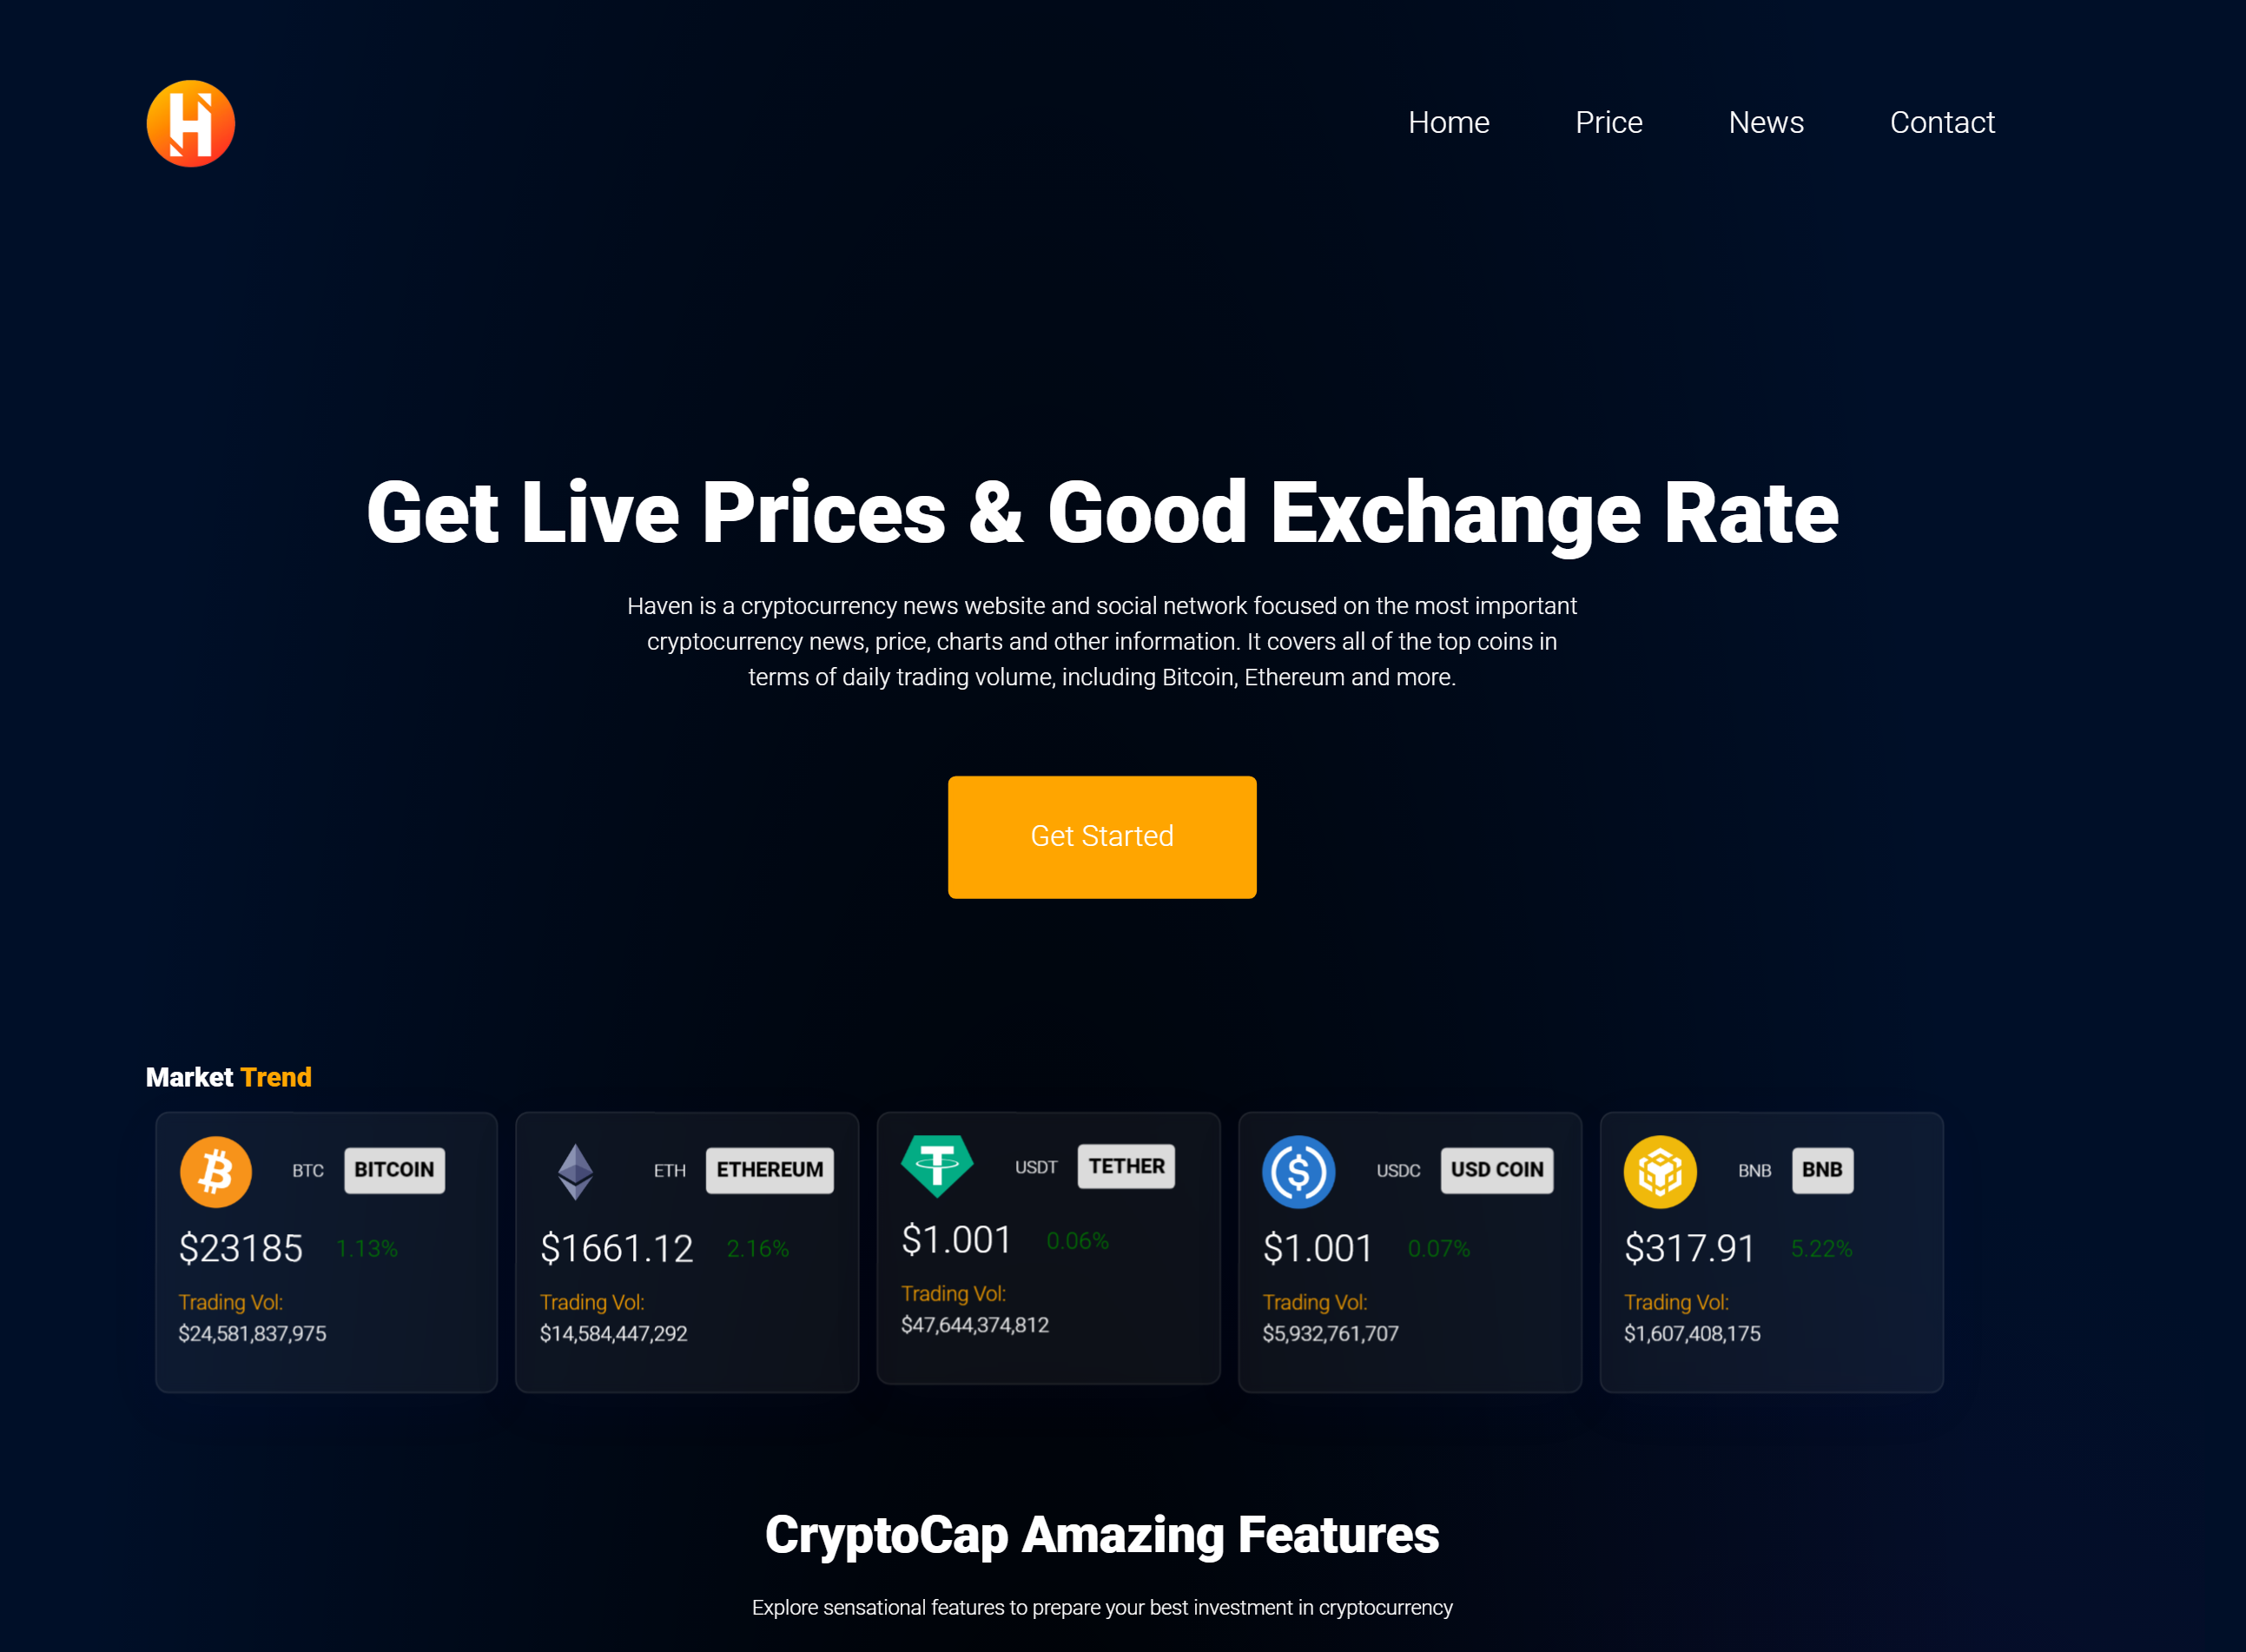 H
Home Price News Contact
Get Live Prices & Good Exchange Rate
Haven is a cryptocurrency news website and social network focused on the most important
cryptocurrency news, price, charts and other information. It covers all of the top coins in
terms of daily trading volume, including Bitcoin, Ethereum and more.
Get Started
Market Trend
BTC BITCOIN
$23185 1.13%
Trading Vol:
$24,581,837,975
ETH ETHEREUM
$1661.12 2.16%
Trading Vol:
$14,584,447,292
USDT TETHER
$1.001 0.06%
Trading Vol:
$47,644,374,812
USDC USD COIN
$1.001 0.07%
Trading Vol:
$5,932,761,707
BNB BNB
$317.91 5.22%
Trading Vol:
$1,607,408,175
CryptoCap Amazing Features
Explore sensational features to prepare your best investment in cryptocurrency